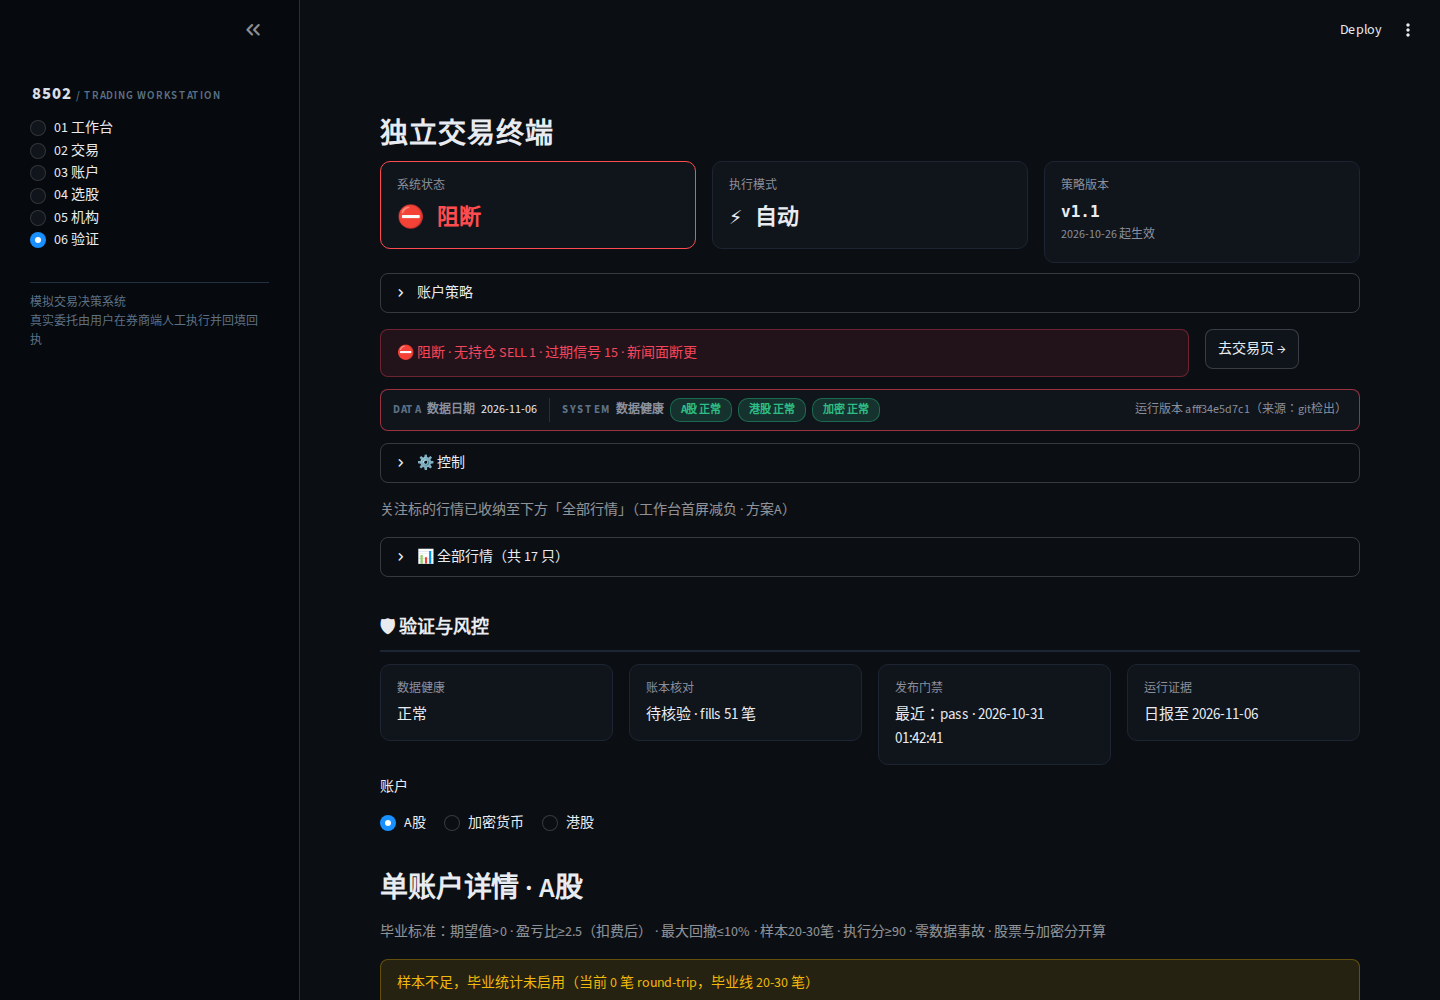 Deploy
8502 / TRADING WORKSTATION
01 工作台
02 交易
03 账户
04 选股
05 机构
06 验证
模拟交易决策系统
真实委托由用户在券商端人工执行并回填回
执
独立交易终端
系统状态
⛔ 阻断
执行模式
⚡ 自动
策略版本
v1.1
2026-10-26 起生效
账户策略
⛔ 阻断 · 无持仓 SELL 1 · 过期信号 15 · 新闻面断更
去交易页 →
DATA 数据日期 2026-11-06 SYSTEM 数据健康 A股 正常 港股 正常 加密 正常 运行版本 afff34e5d7c1（来源：git检出）
⚙️ 控制
关注标的行情已收纳至下方「全部行情」（工作台首屏减负 · 方案A）
📊 全部行情（共 17 只）
🛡 验证与风控
数据健康
正常
账本核对
待核验 · fills 51 笔
发布门禁
最近：pass · 2026-10-31
01:42:41
运行证据
日报至 2026-11-06
账户
A股 加密货币 港股
单账户详情 · A股
毕业标准：期望值>0 · 盈亏比≥2.5（扣费后） · 最大回撤≤10% · 样本20-30笔 · 执行分≥90 · 零数据事故 · 股票与加密分开算
样本不足，毕业统计未启用（当前 0 笔 round-trip，毕业线 20-30 笔）